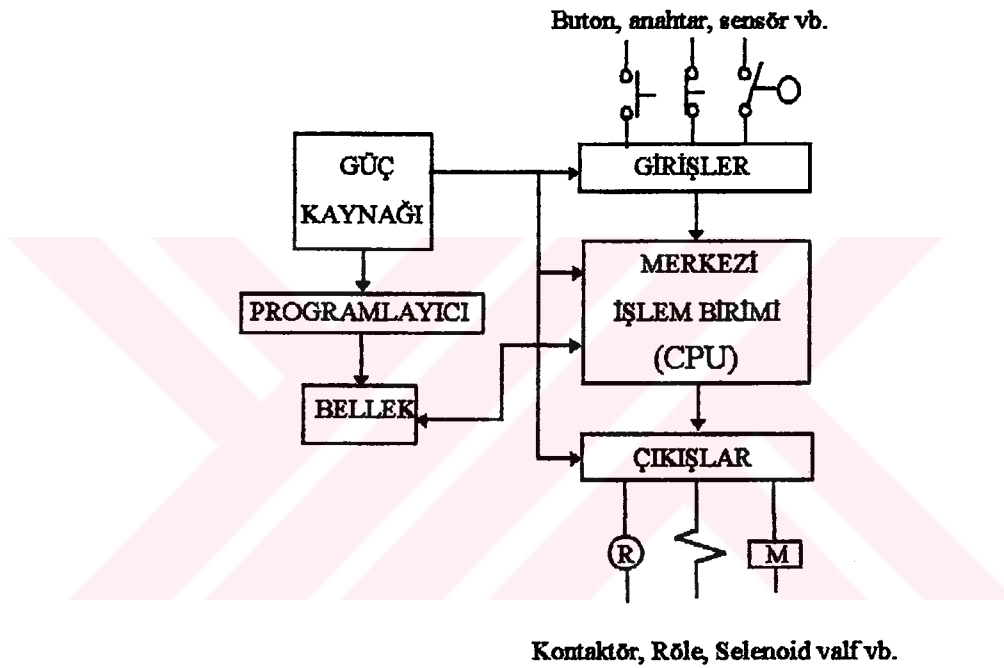 Buton, anahtar, sensör vb.
GÜÇ
KAYNAĞI
GİRİŞLER
MERKEZİ
İŞLEM BİRİMİ
(CPU)
PROGRAMLAYICI
BELLEK
ÇIKIŞLAR
R
M
Kontaktör, Röle, Selenoid valf vb.